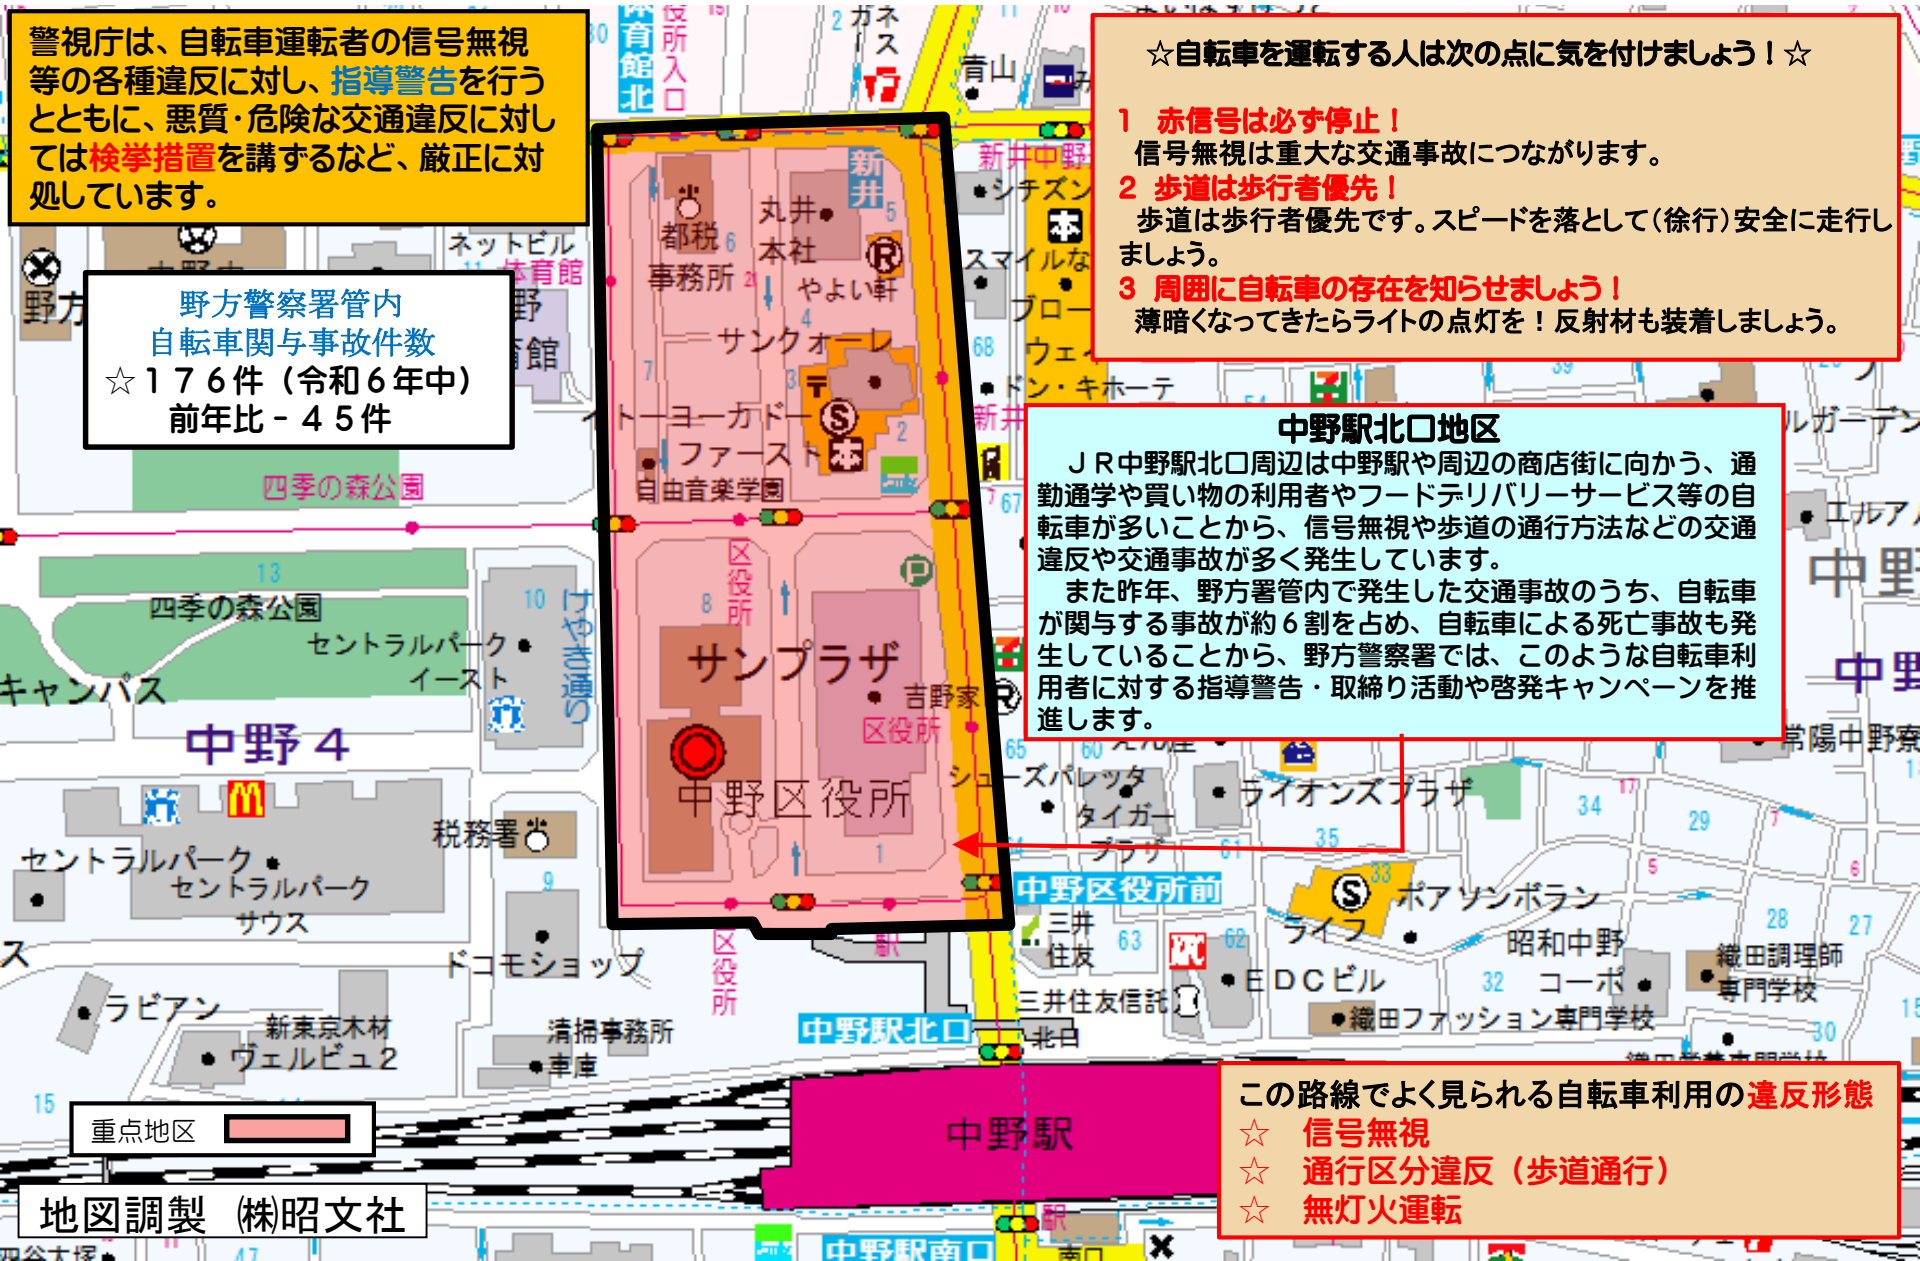 警視庁は、自転車運転者の信号無視
等の各種違反に対し、指導警告を行う
とともに、悪質・危険な交通違反に対し
ては検挙措置を講ずるなど、厳正に対
処しています。
☆自転車を運転する人は次の点に気を付けましょう！☆
1 赤信号は必ず停止！
信号無視は重大な交通事故につながります。
2 歩道は歩行者優先！
歩道は歩行者優先です。スピードを落として（徐行）安全に走行し
ましょう。
3 周囲に自転車の存在を知らせましょう！
薄暗くなってきたらライトの点灯を！反射材も装着しましょう。
野方警察署管内
自転車関与事故件数
☆１７６件（令和６年中）
前年比－４５件
中野駅北口地区
ＪＲ中野駅北口周辺は中野駅や周辺の商店街に向かう、通
勤通学や買い物の利用者やフードデリバリーサービス等の自
転車が多いことから、信号無視や歩道の通行方法などの交通
違反や交通事故が多く発生しています。
また昨年、野方署管内で発生した交通事故のうち、自転車
が関与する事故が約６割を占め、自転車による死亡事故も発
生していることから、野方警察署では、このような自転車利
用者に対する指導警告・取締り活動や啓発キャンペーンを推
進します。
この路線でよく見られる自転車利用の違反形態
☆ 信号無視
☆ 通行区分違反（歩道通行）
☆ 無灯火運転
重点地区
地図調製 ㈱昭文社
体育館北
役所入口
ガネス
青山
新井
都税
事務所
丸井
本社
やよい軒
サンクォーレ
イトーヨーカドー
ファースト
自由音楽学園
ネットビル
体育館
シチズン
スマイルな
ブロー
ウェ
ドン・キホーテ
四季の森公園
四季の森公園
セントラルパーク
イースト
けやき通り
キャンパス
中野４
区役所
サンプラザ
吉野家
区役所
中野区役所
シューズパレッタ
タイガー
プラザ
ライオンズプラザ
エルア
常陽中野寮
税務署
セントラルパーク
セントラルパーク
サウス
ドコモショップ
区役所
中野区役所前
三井
住友
ライフ
ポアソンボラン
昭和中野
コーポ
織田調理師
専門学校
ＥＤＣビル
三井住友信託
織田ファッション専門学校
ラビアン
新東京木材
ヴェルビュ２
清掃事務所
車庫
中野駅北口
北口
中野駅
中野駅南口
南口